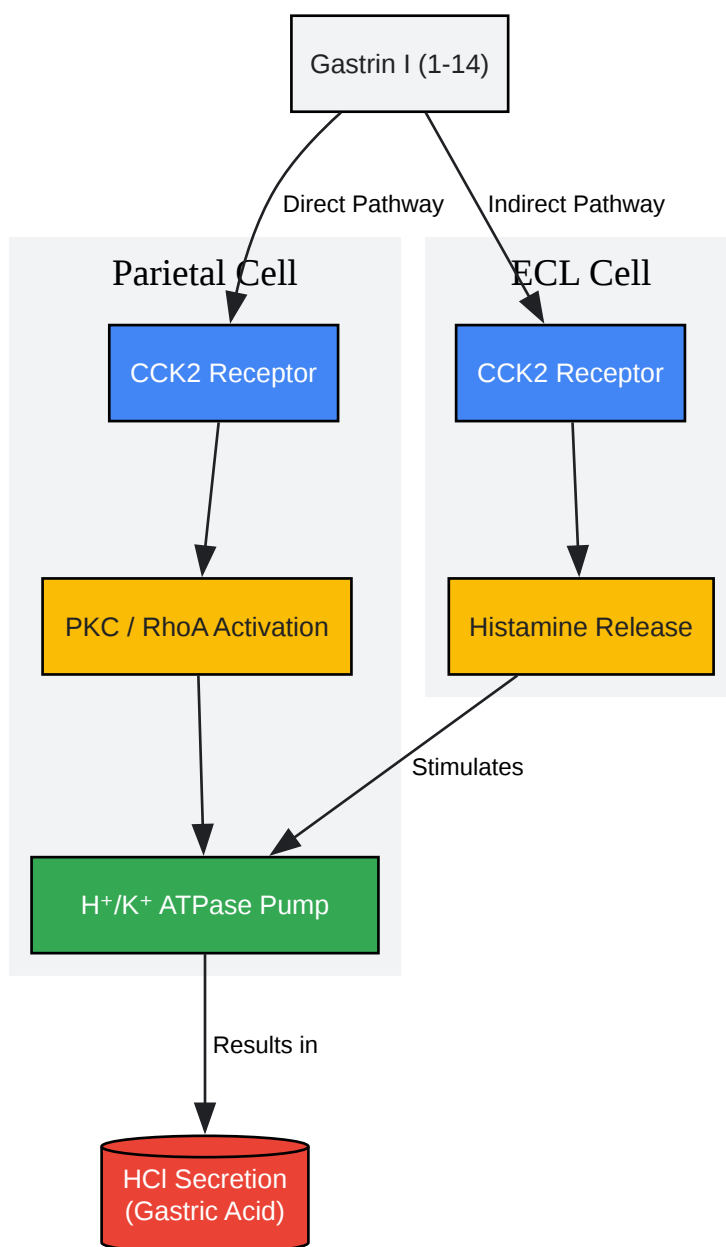 Gastrin I (1-14)
Direct Pathway
Indirect Pathway
Parietal Cell
ECL Cell
CCK2 Receptor
CCK2 Receptor
PKC / RhoA Activation
Histamine Release
Stimulates
H⁺/K⁺ ATPase Pump
Results in
HCl Secretion
(Gastric Acid)